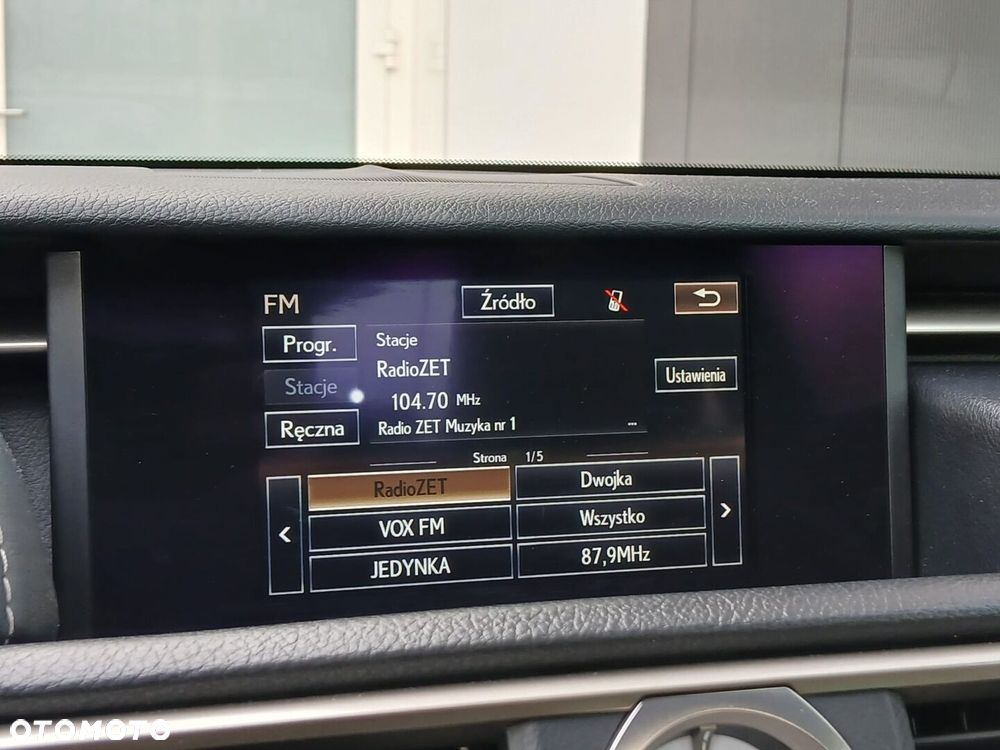 FM
Źródło
Progr.
Stacje
Stacje
RadioZET
Ustawienia
104.70 MHz
Ręczna
Radio ZET Muzyka nr 1 ...
Strona 1/5
< RadioZET Dwojka >
VOX FM Wszystko
JEDYNKA 87,9MHz
OTOMOTO